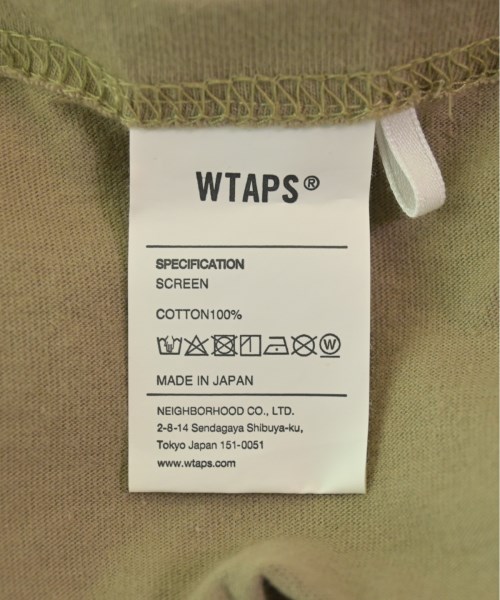 WTAPS®
SPECIFICATION
SCREEN
COTTON100%
W
MADE IN JAPAN
NEIGHBORHOOD CO., LTD.
2-8-14 Sendagaya Shibuya-ku,
Tokyo Japan 151-0051
www.wtaps.com